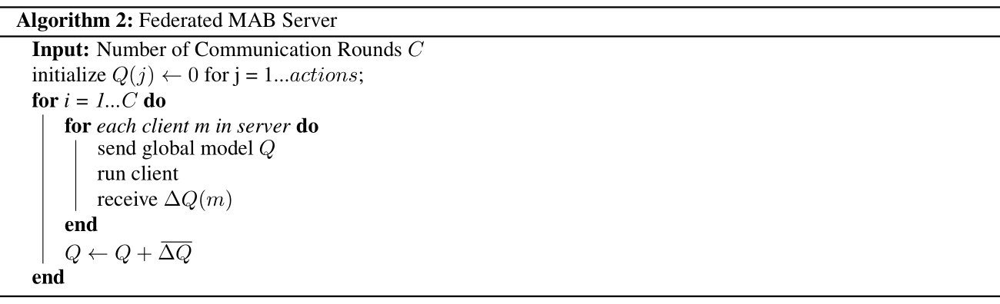 Algorithm 2: Federated MAB Server
Input: Number of Communication Rounds C
initialize Q(j) ← 0 for j = 1...actions;
for i = 1...C do
for each client m in server do
send global model Q
run client
receive ΔQ(m)
end
Q ← Q + \overline{ΔQ}
end